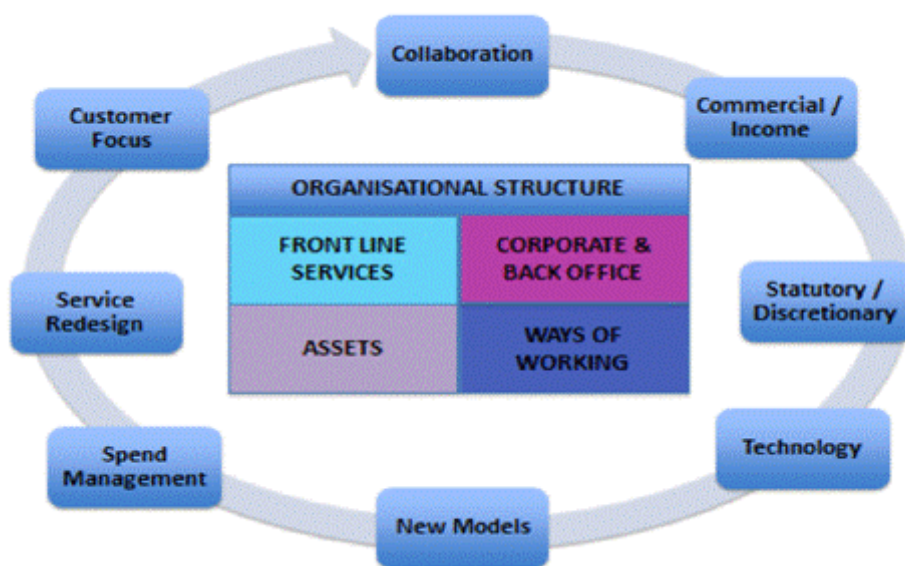 Collaboration
Commercial /
Income
Statutory /
Discretionary
Technology
New Models
Spend
Management
Service
Redesign
Customer
Focus
ORGANISATIONAL STRUCTURE
FRONT LINE
SERVICES
CORPORATE &
BACK OFFICE
ASSETS
WAYS OF
WORKING